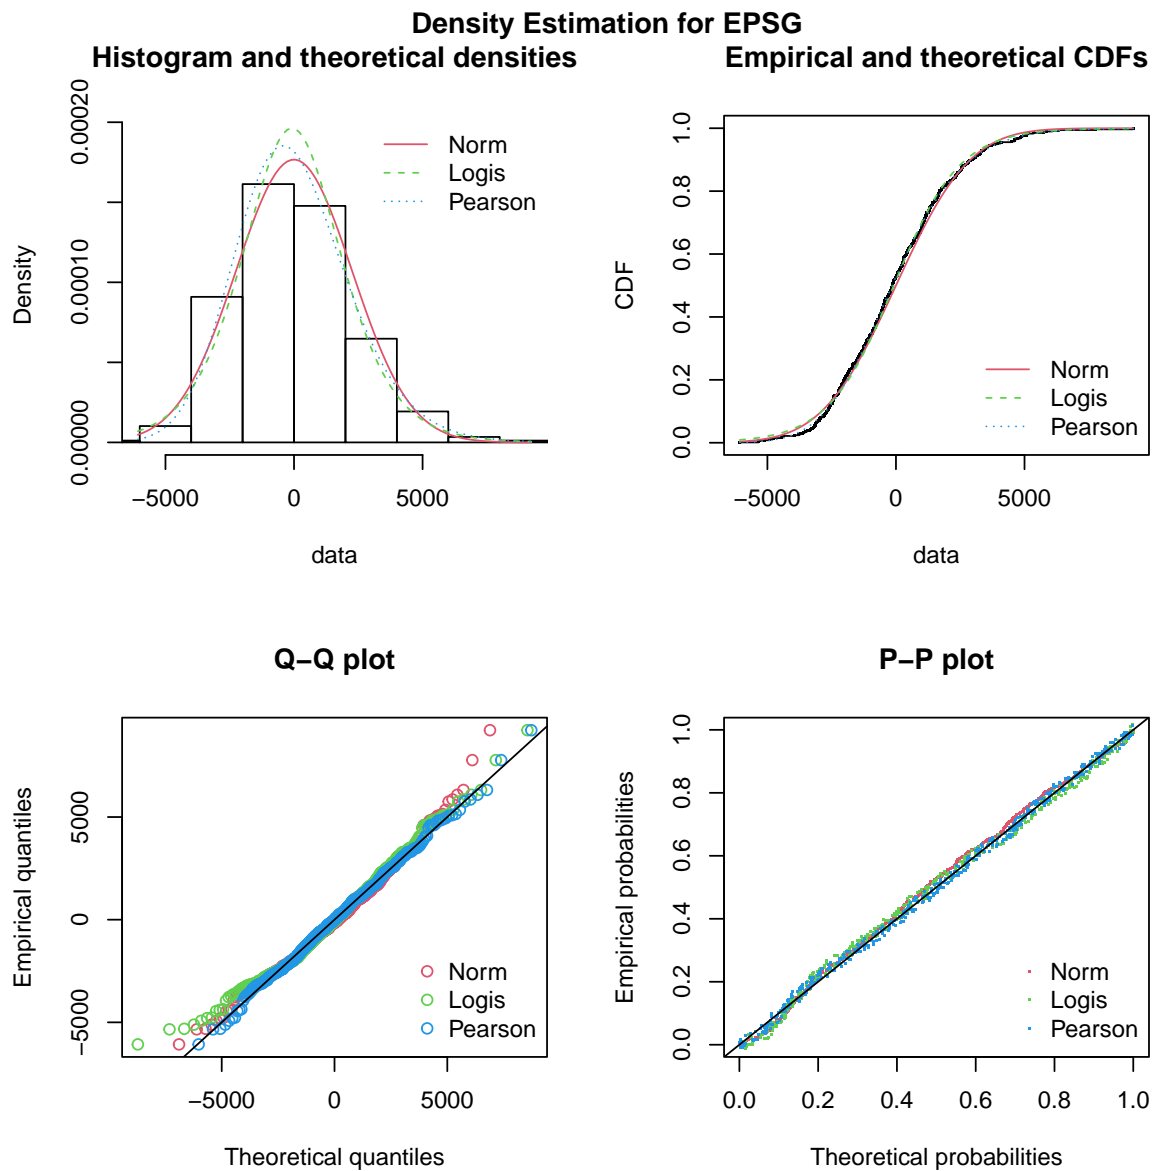 Density Estimation for EPSG
Histogram and theoretical densities
Density
0.00000
0.00010
0.00020
Norm
Logis
Pearson
−5000
0
5000
data
Empirical and theoretical CDFs
CDF
0.0
0.2
0.4
0.6
0.8
1.0
Norm
Logis
Pearson
−5000
0
5000
data
Q−Q plot
Empirical quantiles
−5000
0
5000
Norm
Logis
Pearson
−5000
0
5000
Theoretical quantiles
P−P plot
Empirical probabilities
0.0
0.2
0.4
0.6
0.8
1.0
Norm
Logis
Pearson
0.0
0.2
0.4
0.6
0.8
1.0
Theoretical probabilities